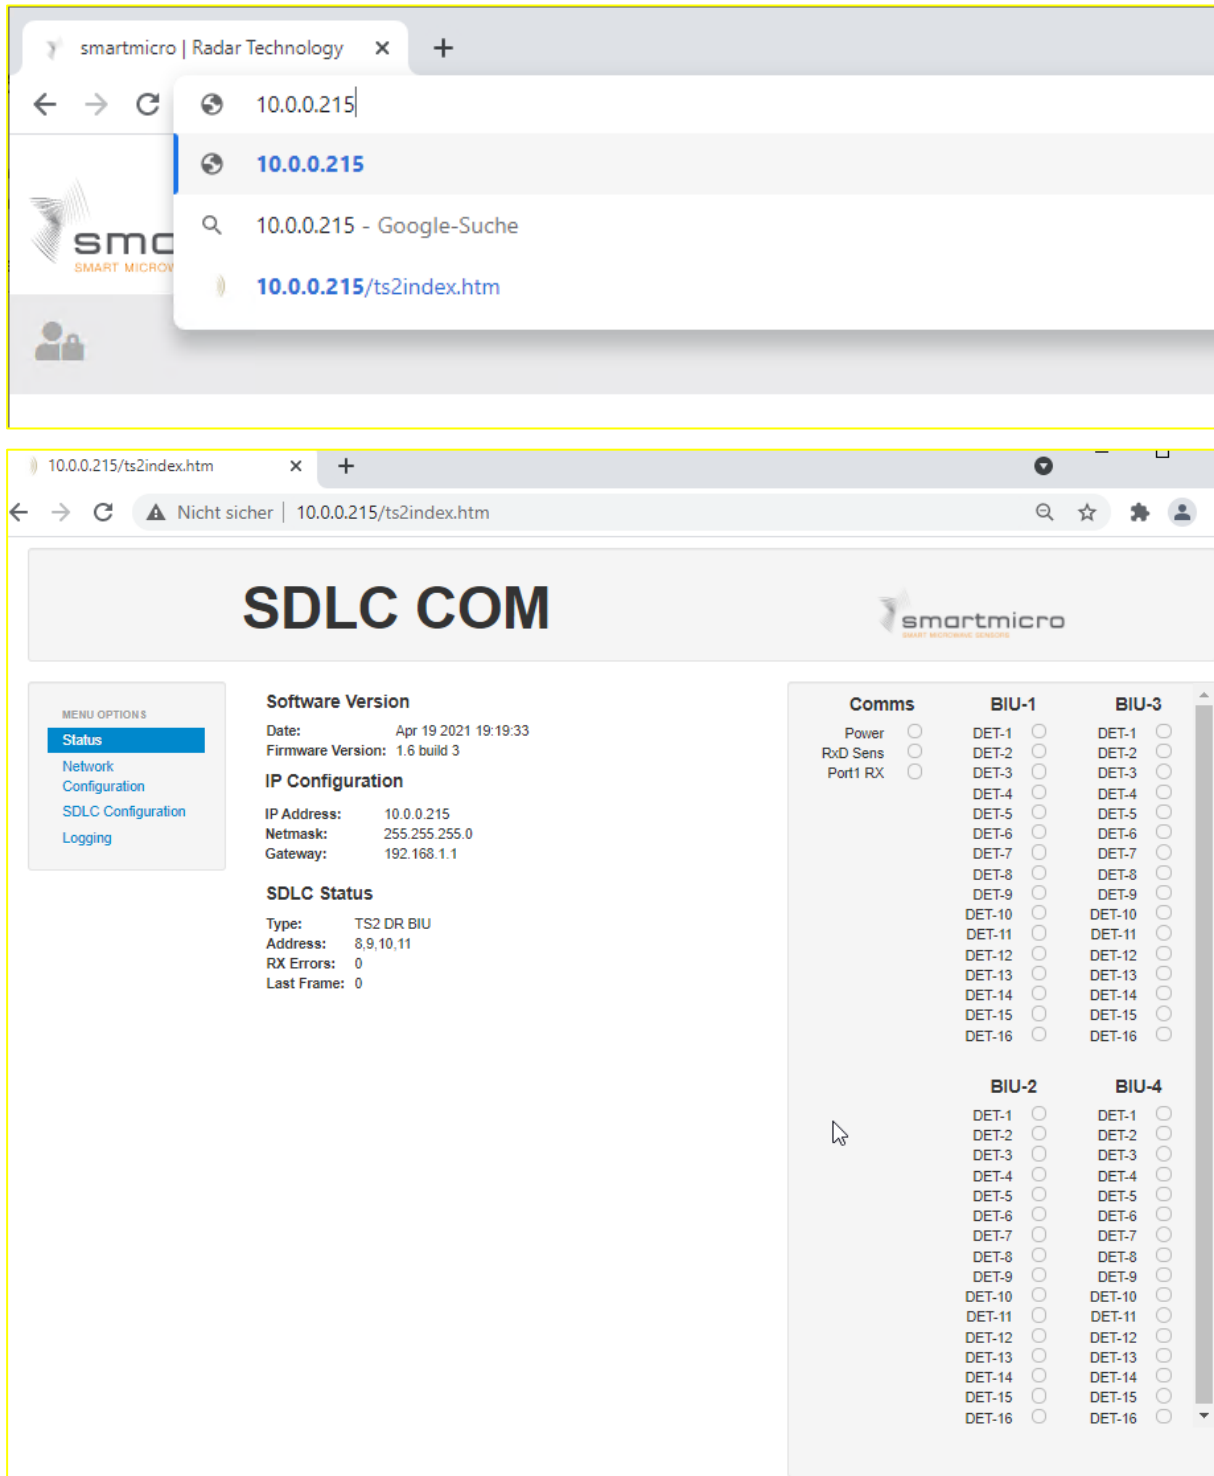 smartmicro | Radar Technology
10.0.0.215
10.0.0.215
10.0.0.215 - Google-Suche
10.0.0.215/ts2index.htm
SMART MICROW
10.0.0.215/ts2index.htm
Nicht sicher | 10.0.0.215/ts2index.htm
SDLC COM
smartmicro
SMART MICROWAVE SENSORS
MENU OPTIONS
Status
Network
Configuration
SDLC Configuration
Logging
Software Version
Date: Apr 19 2021 19:19:33
Firmware Version: 1.6 build 3
IP Configuration
IP Address: 10.0.0.215
Netmask: 255.255.255.0
Gateway: 192.168.1.1
SDLC Status
Type: TS2 DR BIU
Address: 8,9,10,11
RX Errors: 0
Last Frame: 0
Comms
Power
RxD Sens
Port1 RX
BIU-1
DET-1
DET-2
DET-3
DET-4
DET-5
DET-6
DET-7
DET-8
DET-9
DET-10
DET-11
DET-12
DET-13
DET-14
DET-15
DET-16
BIU-3
DET-1
DET-2
DET-3
DET-4
DET-5
DET-6
DET-7
DET-8
DET-9
DET-10
DET-11
DET-12
DET-13
DET-14
DET-15
DET-16
BIU-2
DET-1
DET-2
DET-3
DET-4
DET-5
DET-6
DET-7
DET-8
DET-9
DET-10
DET-11
DET-12
DET-13
DET-14
DET-15
DET-16
BIU-4
DET-1
DET-2
DET-3
DET-4
DET-5
DET-6
DET-7
DET-8
DET-9
DET-10
DET-11
DET-12
DET-13
DET-14
DET-15
DET-16